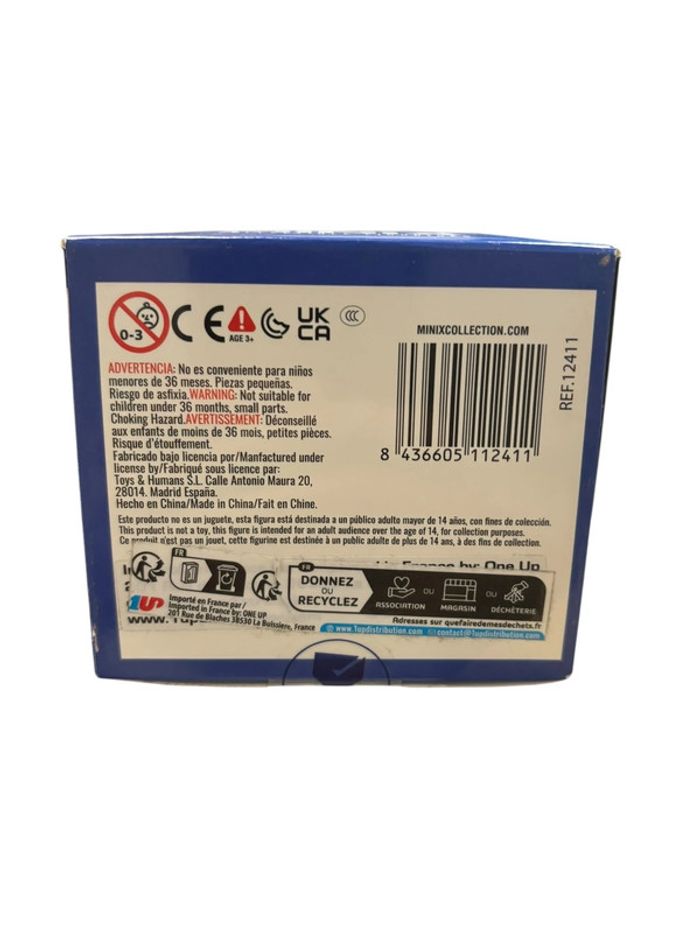 0-3
CE
AGE 3+
UK
CA
CCC
ADVERTENCIA: No es conveniente para niños
menores de 36 meses. Piezas pequeñas.
Riesgo de asfixia.WARNING: Not suitable for
children under 36 months, small parts.
Choking Hazard.AVERTISSEMENT: Déconseillé
aux enfants de moins de 36 mois, petites pièces.
Risque d'étouffement.
Fabricado bajo licencia por/Manfactured under
license by/Fabriqué sous licence par:
Toys & Humans S.L. Calle Antonio Maura 20,
28014. Madrid España.
Hecho en China/Made in China/Fait en Chine.
MINIXCOLLECTION.COM
8 436605 112411
REF.12411
Este producto no es un juguete, esta figura está destinada a un público adulto mayor de 14 años, con fines de colección.
This product is not a toy, this figure is intended for an adult audience over the age of 14, for collection purposes.
Ce produit n'est pas un jouet, cette figurine est destinée à un public adulte de plus de 14 ans, à des fins de collection.
France by: One Up
FR
1UP
Importé en France par /
Imported in France by: ONE UP
201 Rue de Blaches 38530 La Buissière, France
www.1up
FR
DONNEZ
OU
RECYCLEZ
ASSOCIATION
OU
MAGASIN
OU
DÉCHÈTERIE
Adresses sur quefairedemesdechets.fr
www.1updistribution.com contact@1updistribution.com